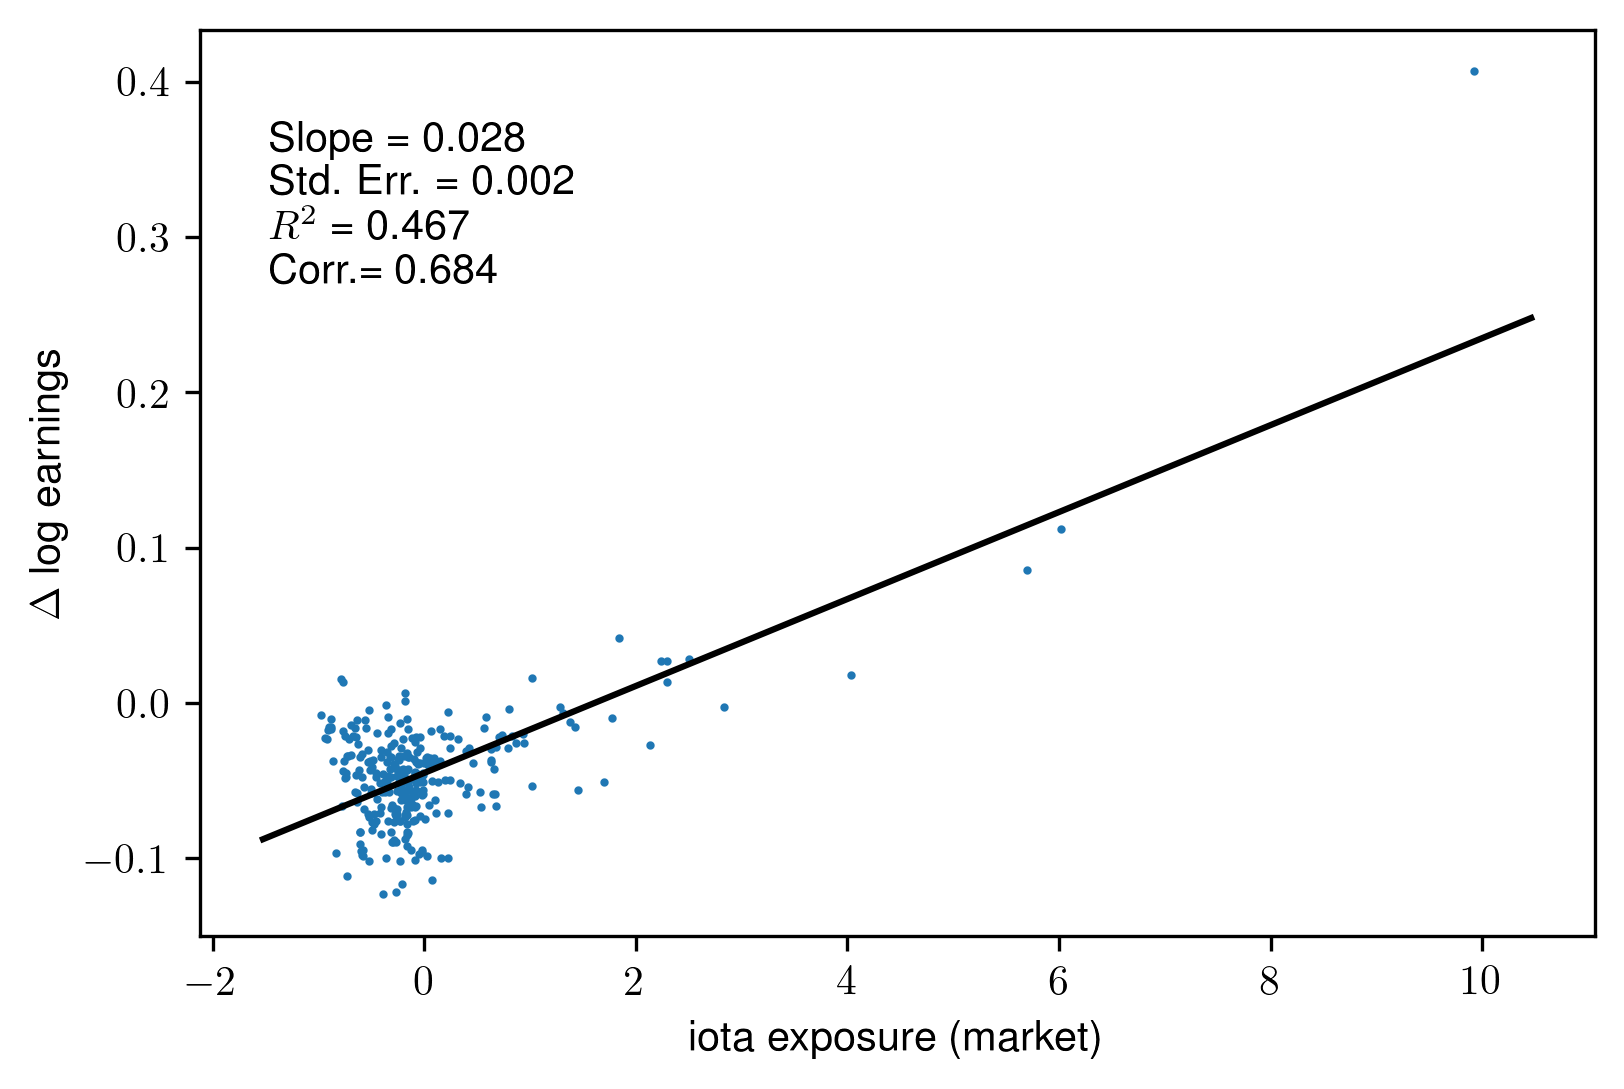 Slope = 0.028
Std. Err. = 0.002
R² = 0.467
Corr.= 0.684
0.4
0.3
0.2
0.1
0.0
−0.1
Δ log earnings
−2 0 2 4 6 8 10
iota exposure (market)